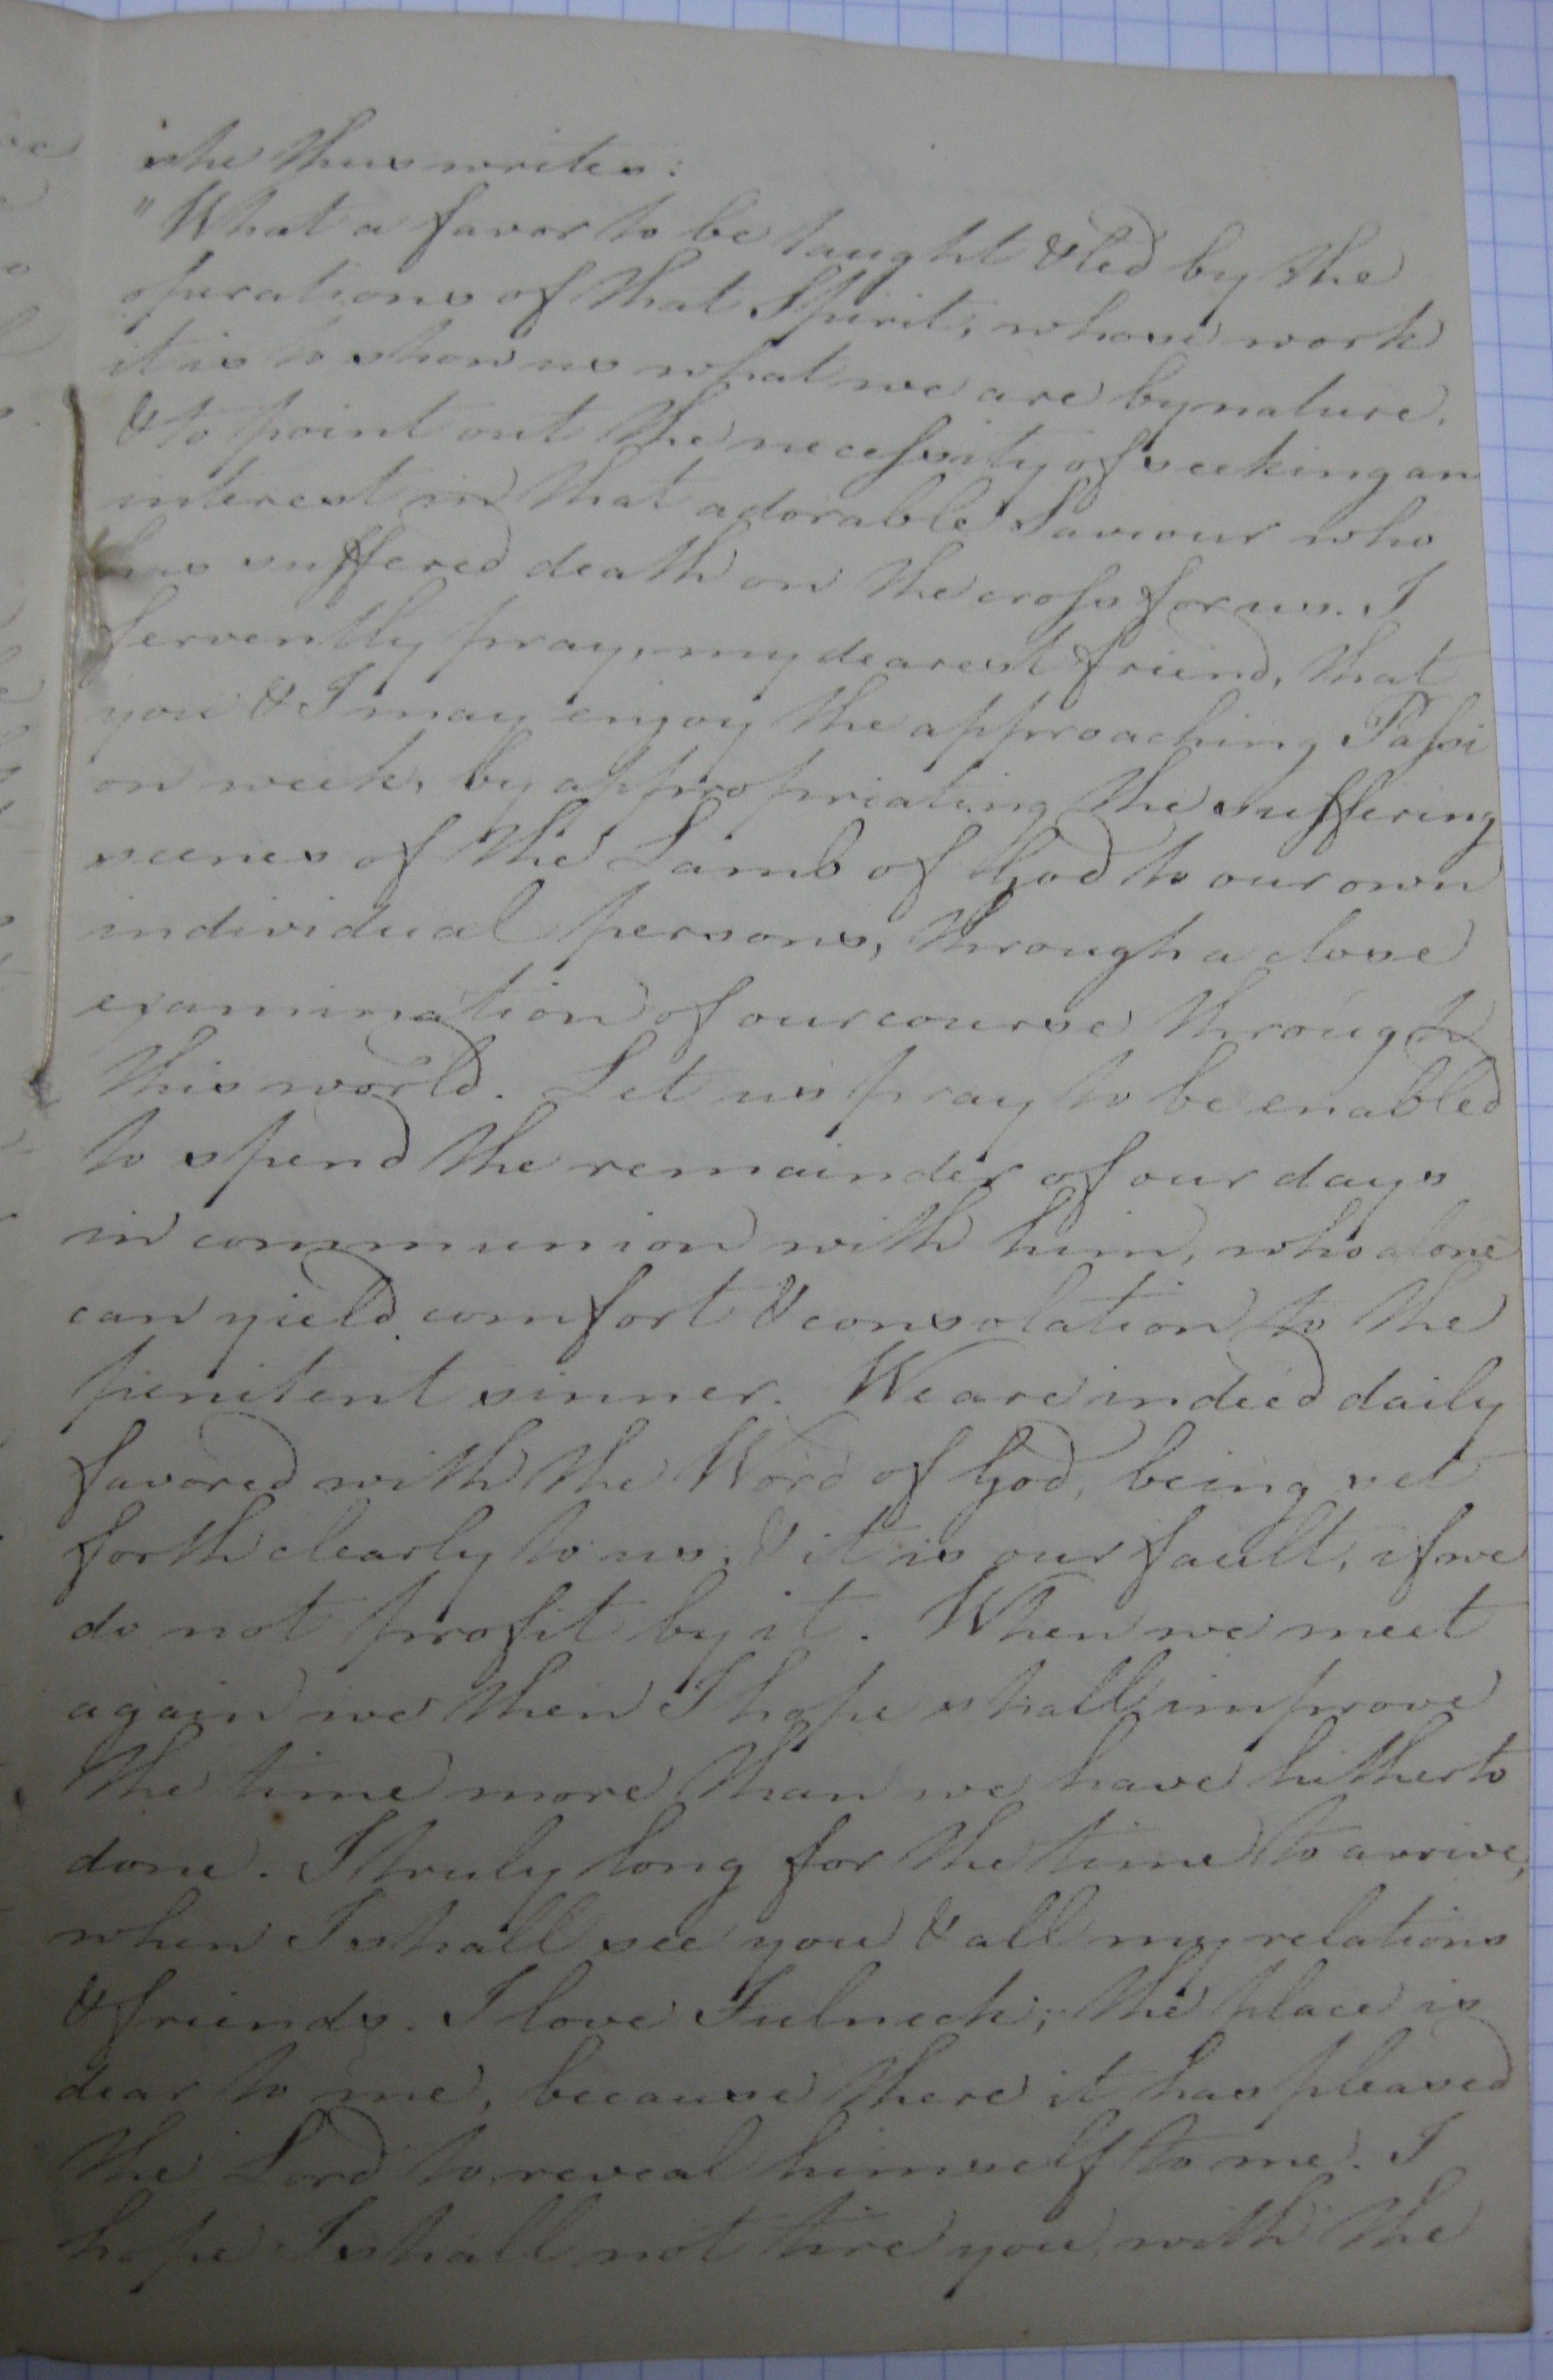 she thus writes:
"What a favor to be taught & led by the
operations of that Spirit, whose work
it is to show us what we are by nature,
& to point out the necessity of seeking an
interest in that adorable Saviour who
has suffered death on the cross for us. I
fervently pray, my dearest friend, that
you & I may enjoy the approaching Passi
on week, by appropriating the suffering
scenes of the Lamb of God to our own
individual persons, through a close
examination of our course through
this world. Let us pray to be enabled
to spend the remainder of our days
in communion with him, who alone
can yield comfort & consolation to the
penitent sinner. We are indeed daily
favored with the Word of God, being set
forth clearly to us, & it is our fault, if we
do not profit by it. When we meet
again we then I hope shall improve
the time more than we have hitherto
done. I truly long for the time to arrive,
when I shall see you & all my relations
& friends. I love Fulneck; the place is
dear to me, because there it has pleased
the Lord to reveal himself to me. I
hope I shall not tire you with the